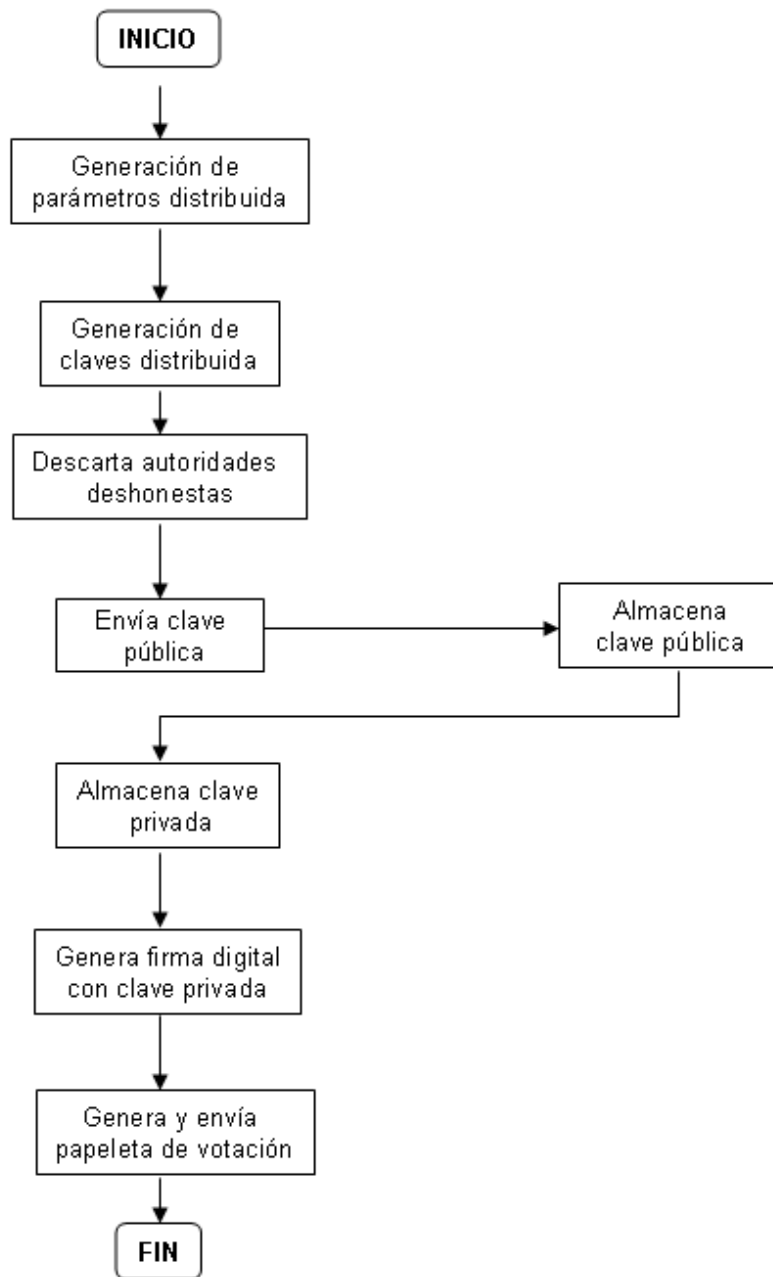 INICIO
Generación de
parámetros distribuida
Generación de
claves distribuida
Descarta autoridades
deshonestas
Envía clave
pública
Almacena
clave pública
Almacena clave
privada
Genera firma digital
con clave privada
Genera y envía
papeleta de votación
FIN